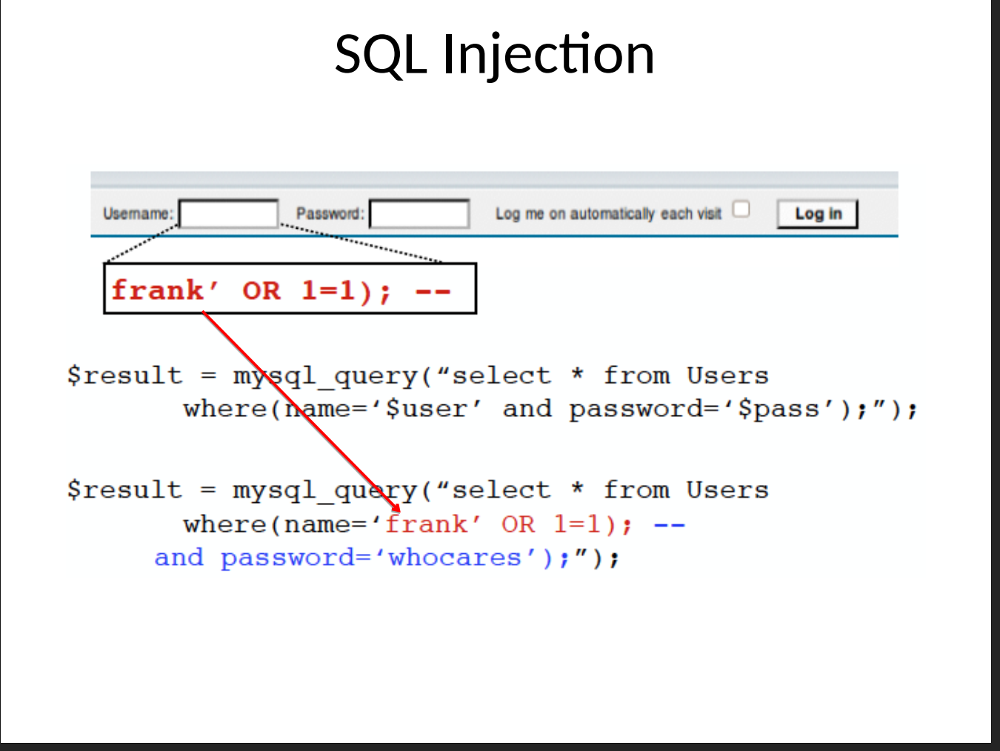 SQL Injection
Username: Password: Log me on automatically each visit Log in
frank’ OR 1=1); --
$result = mysql_query(“select * from Users
where(name=‘$user’ and password=‘$pass’);”);
$result = mysql_query(“select * from Users
where(name=‘frank’ OR 1=1); --
and password=‘whocares’);”);